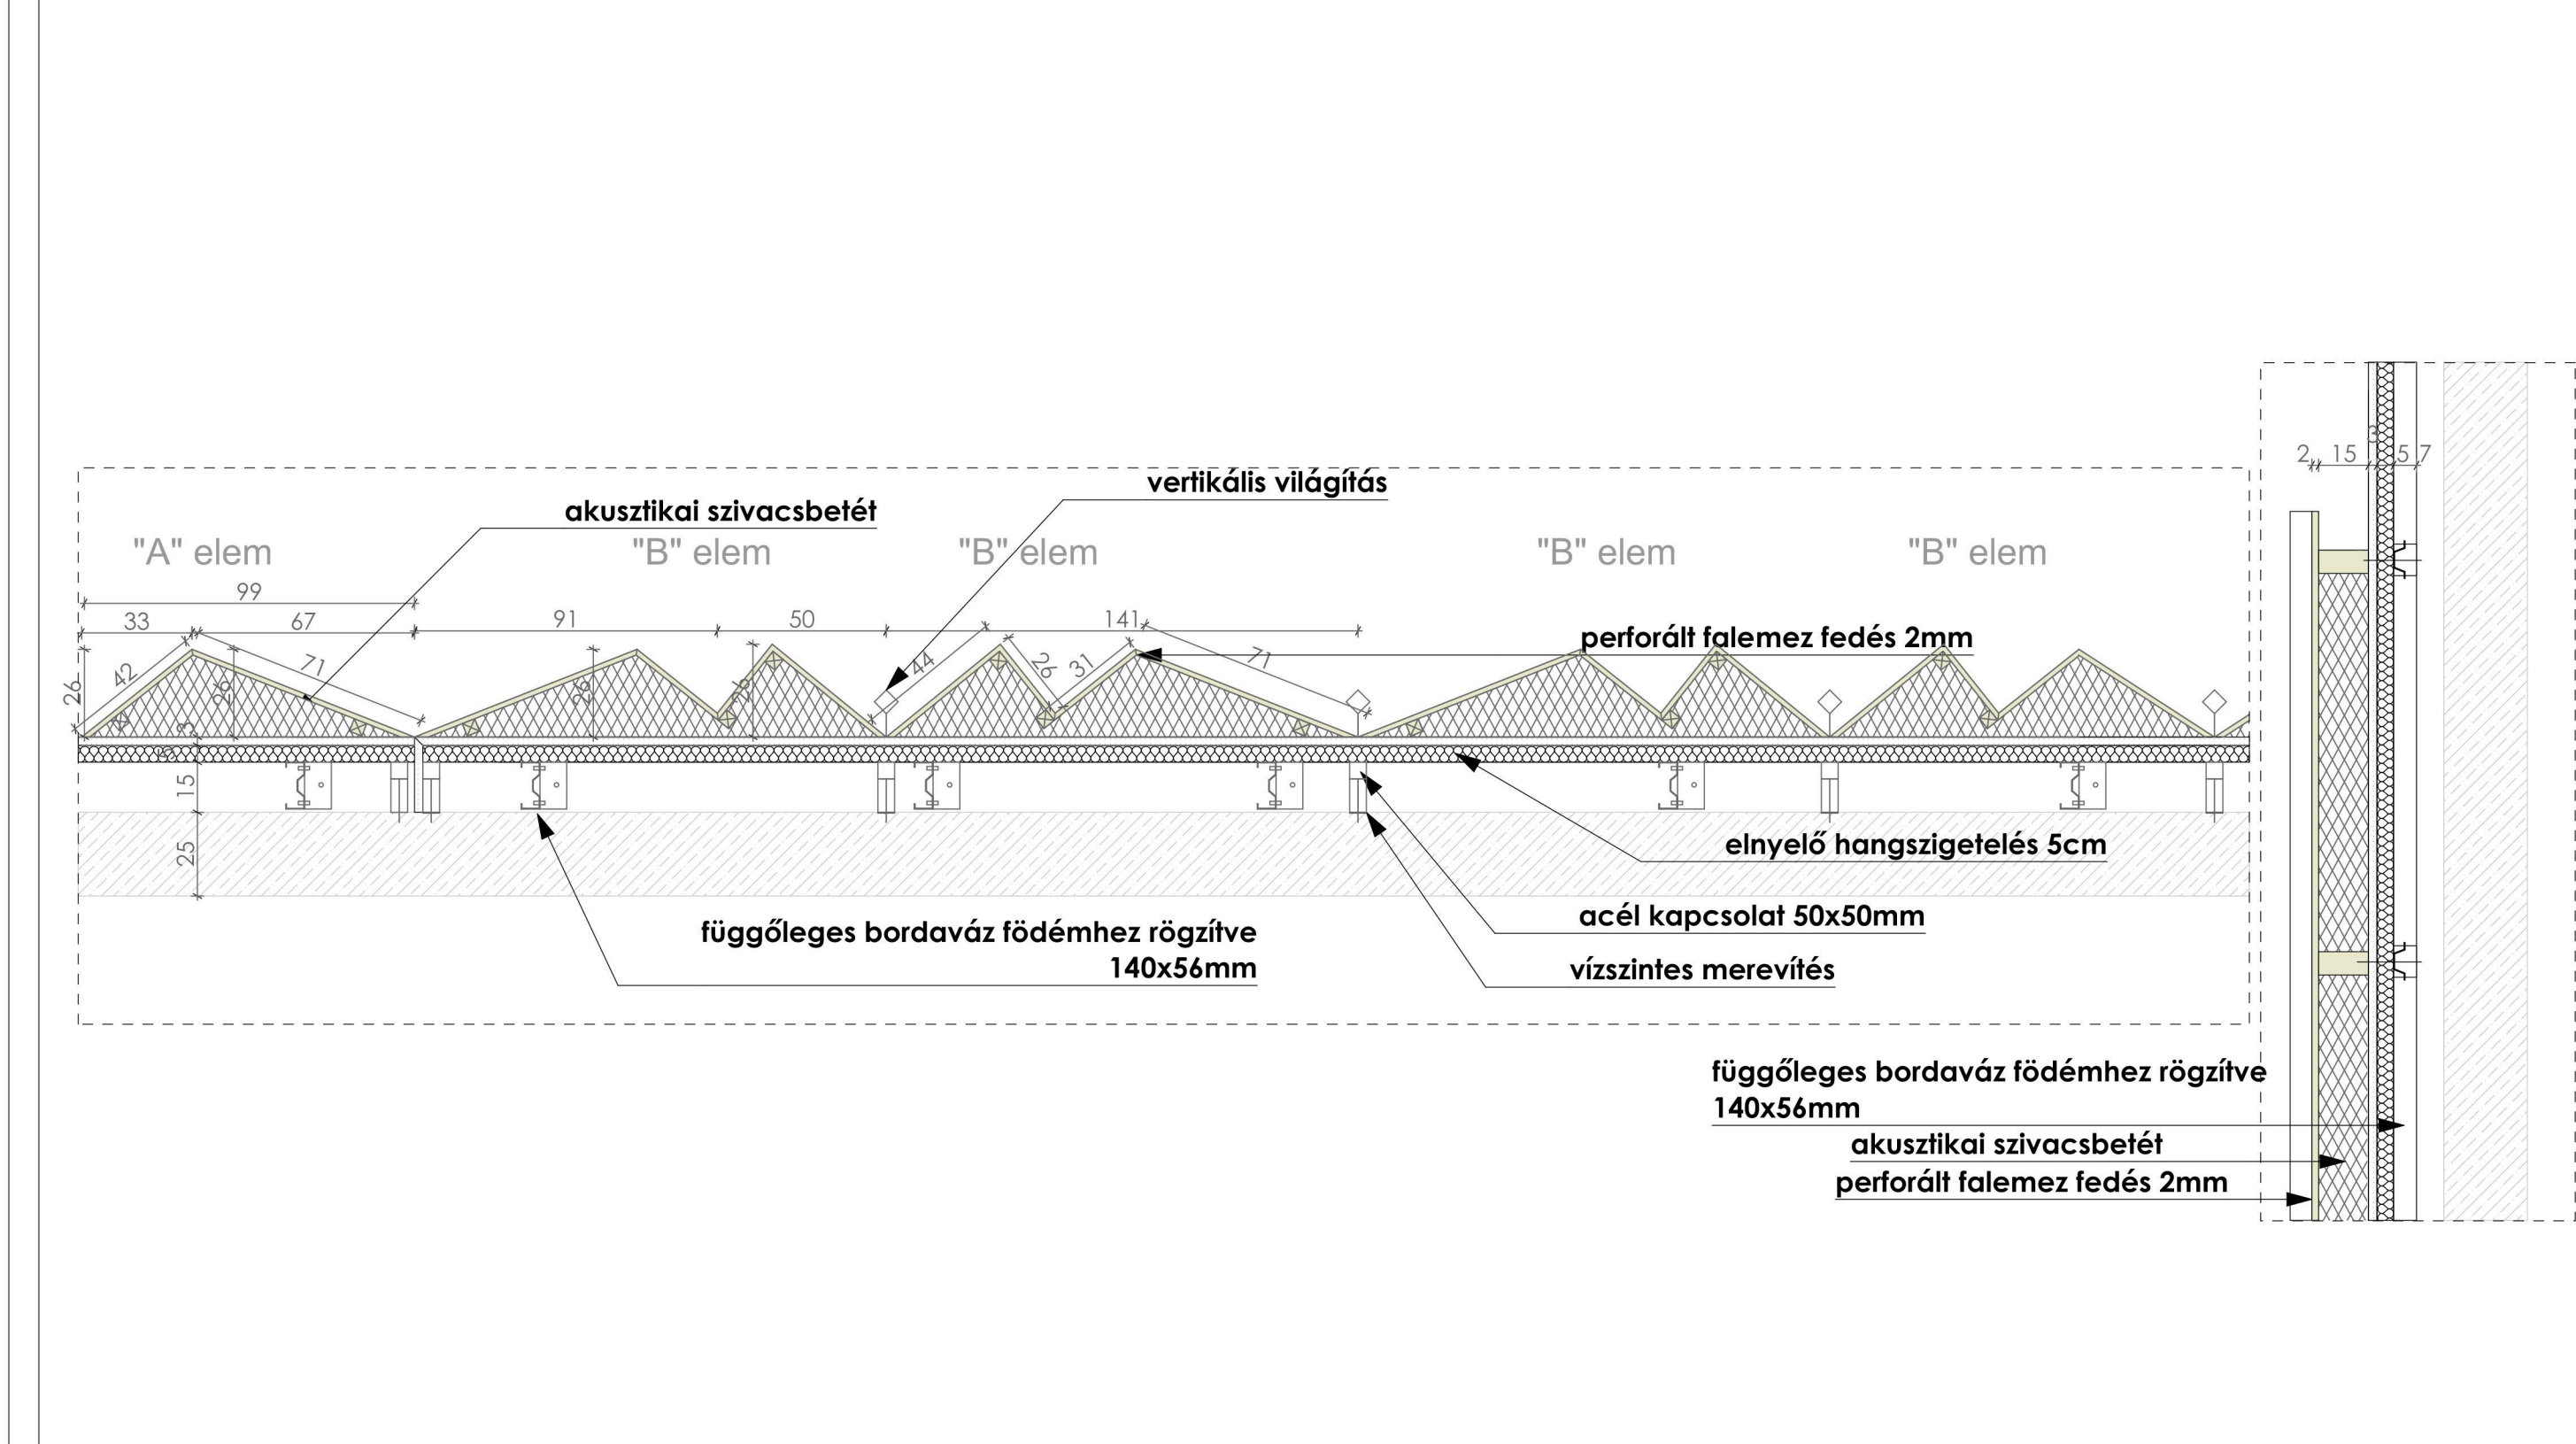 vertikális világítás
akusztikai szivacsbetét
"A" elem
"B" elem
"B" elem
"B" elem
"B" elem
99
33
67
91
50
141
perforált falemez fedés 2mm
26
42
26
71
26
26
44
26
31
71
3
5
15
25
elnyelő hangszigetelés 5cm
acél kapcsolat 50x50mm
vízszintes merevítés
függőleges bordaváz födémhez rögzítve
140x56mm
3
2
15
5
7
függőleges bordaváz födémhez rögzítve
140x56mm
akusztikai szivacsbetét
perforált falemez fedés 2mm